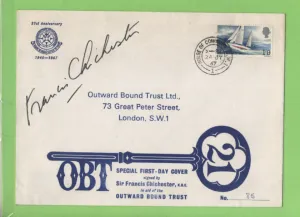 21st Anniversary
1946-1967
Francis Chichester
Outward Bound Trust Ltd.,
73 Great Peter Street,
London, S.W.1
OBT
21
SPECIAL FIRST-DAY COVER
signed by
Sir Francis Chichester, K.B.E.
in aid of the
OUTWARD BOUND TRUST
No.